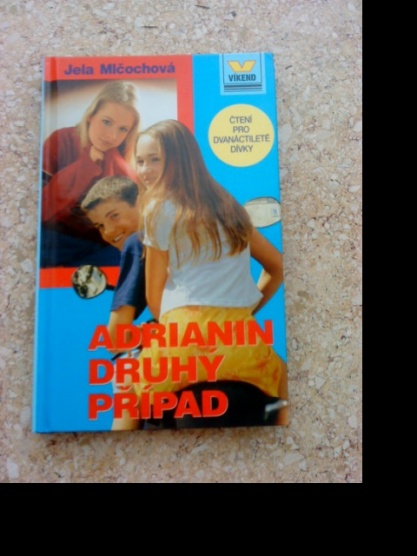 Jela Mlčochová
VÍKEND
ČTENÍ
PRO
DVANÁCTILETÉ
DÍVKY
ADRIANIN
DRUHÝ
PŘÍPAD